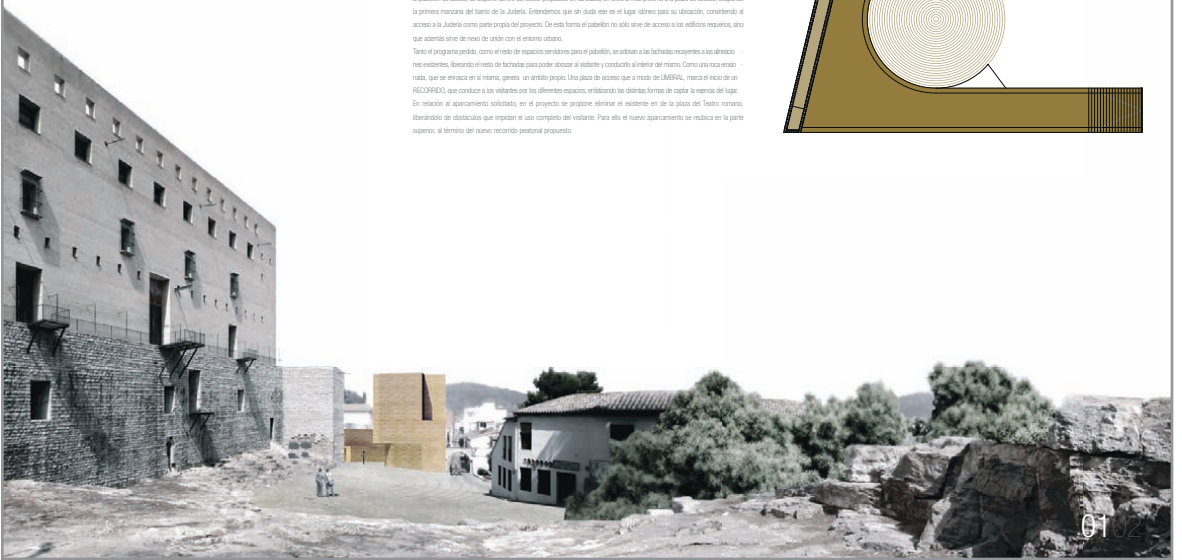 la primera manzana del barrio de la Judería. Entendemos que sin duda ese es el lugar idóneo para su ubicación, convirtiendo al
acceso a la Judería como parte propia del proyecto. De esta forma el pabellón no sólo sirve de acceso a los edificios requeríos, sino
que además sirve de nexo de unión con el entorno urbano.
Tanto el programa pedido, como el resto de espacios servidores para el pabellón, se adosan a las fachadas recayentes a las alineacio -
nes existentes, liberando el resto de fachadas para poder abrazar al visitante y conducirlo al interior del mismo. Como una roca erosio -
nada, que se enrosca en sí misma, genera un ámbito propio. Una plaza de acceso que a modo de UMBRAL, marca el inicio de un
RECORRIDO, que conduce a los visitantes por los diferentes espacios, enfatizando las distintas formas de captar la esencia del lugar.
En relación al aparcamiento solicitado, en el proyecto se propone eliminar el existente en de la plaza del Teatro romano,
liberándolo de obstáculos que impidan el uso completo del visitante. Para ello el nuevo aparcamiento se reubica en la parte
superior, al término del nuevo recorrido peatonal propuesto.
0102